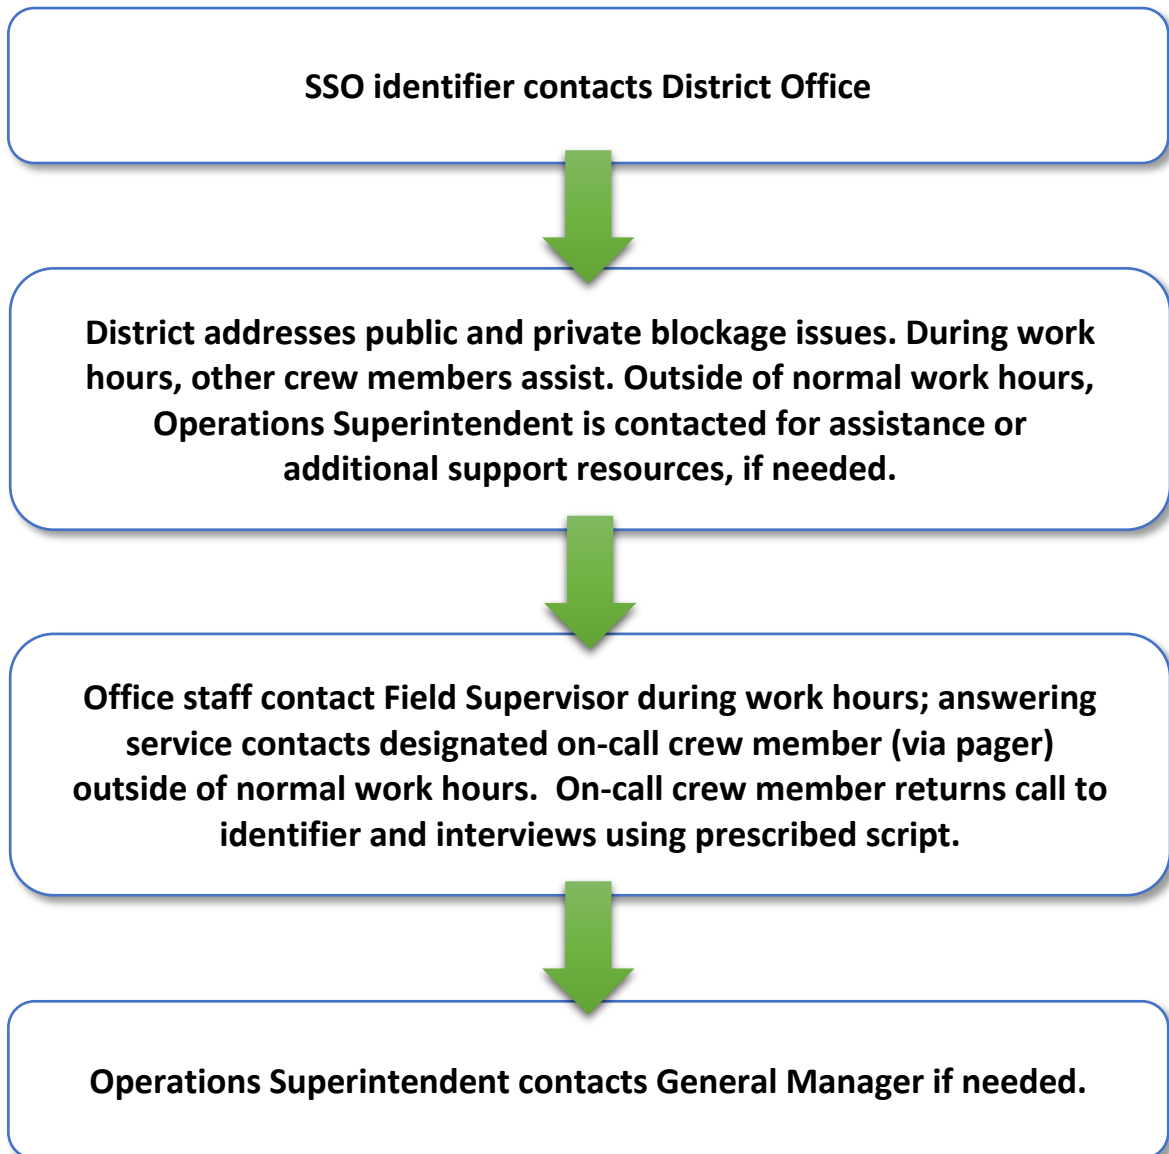 SSO identifier contacts District Office
District addresses public and private blockage issues. During work
hours, other crew members assist. Outside of normal work hours,
Operations Superintendent is contacted for assistance or
additional support resources, if needed.
Office staff contact Field Supervisor during work hours; answering
service contacts designated on-call crew member (via pager)
outside of normal work hours.  On-call crew member returns call to
identifier and interviews using prescribed script.
Operations Superintendent contacts General Manager if needed.